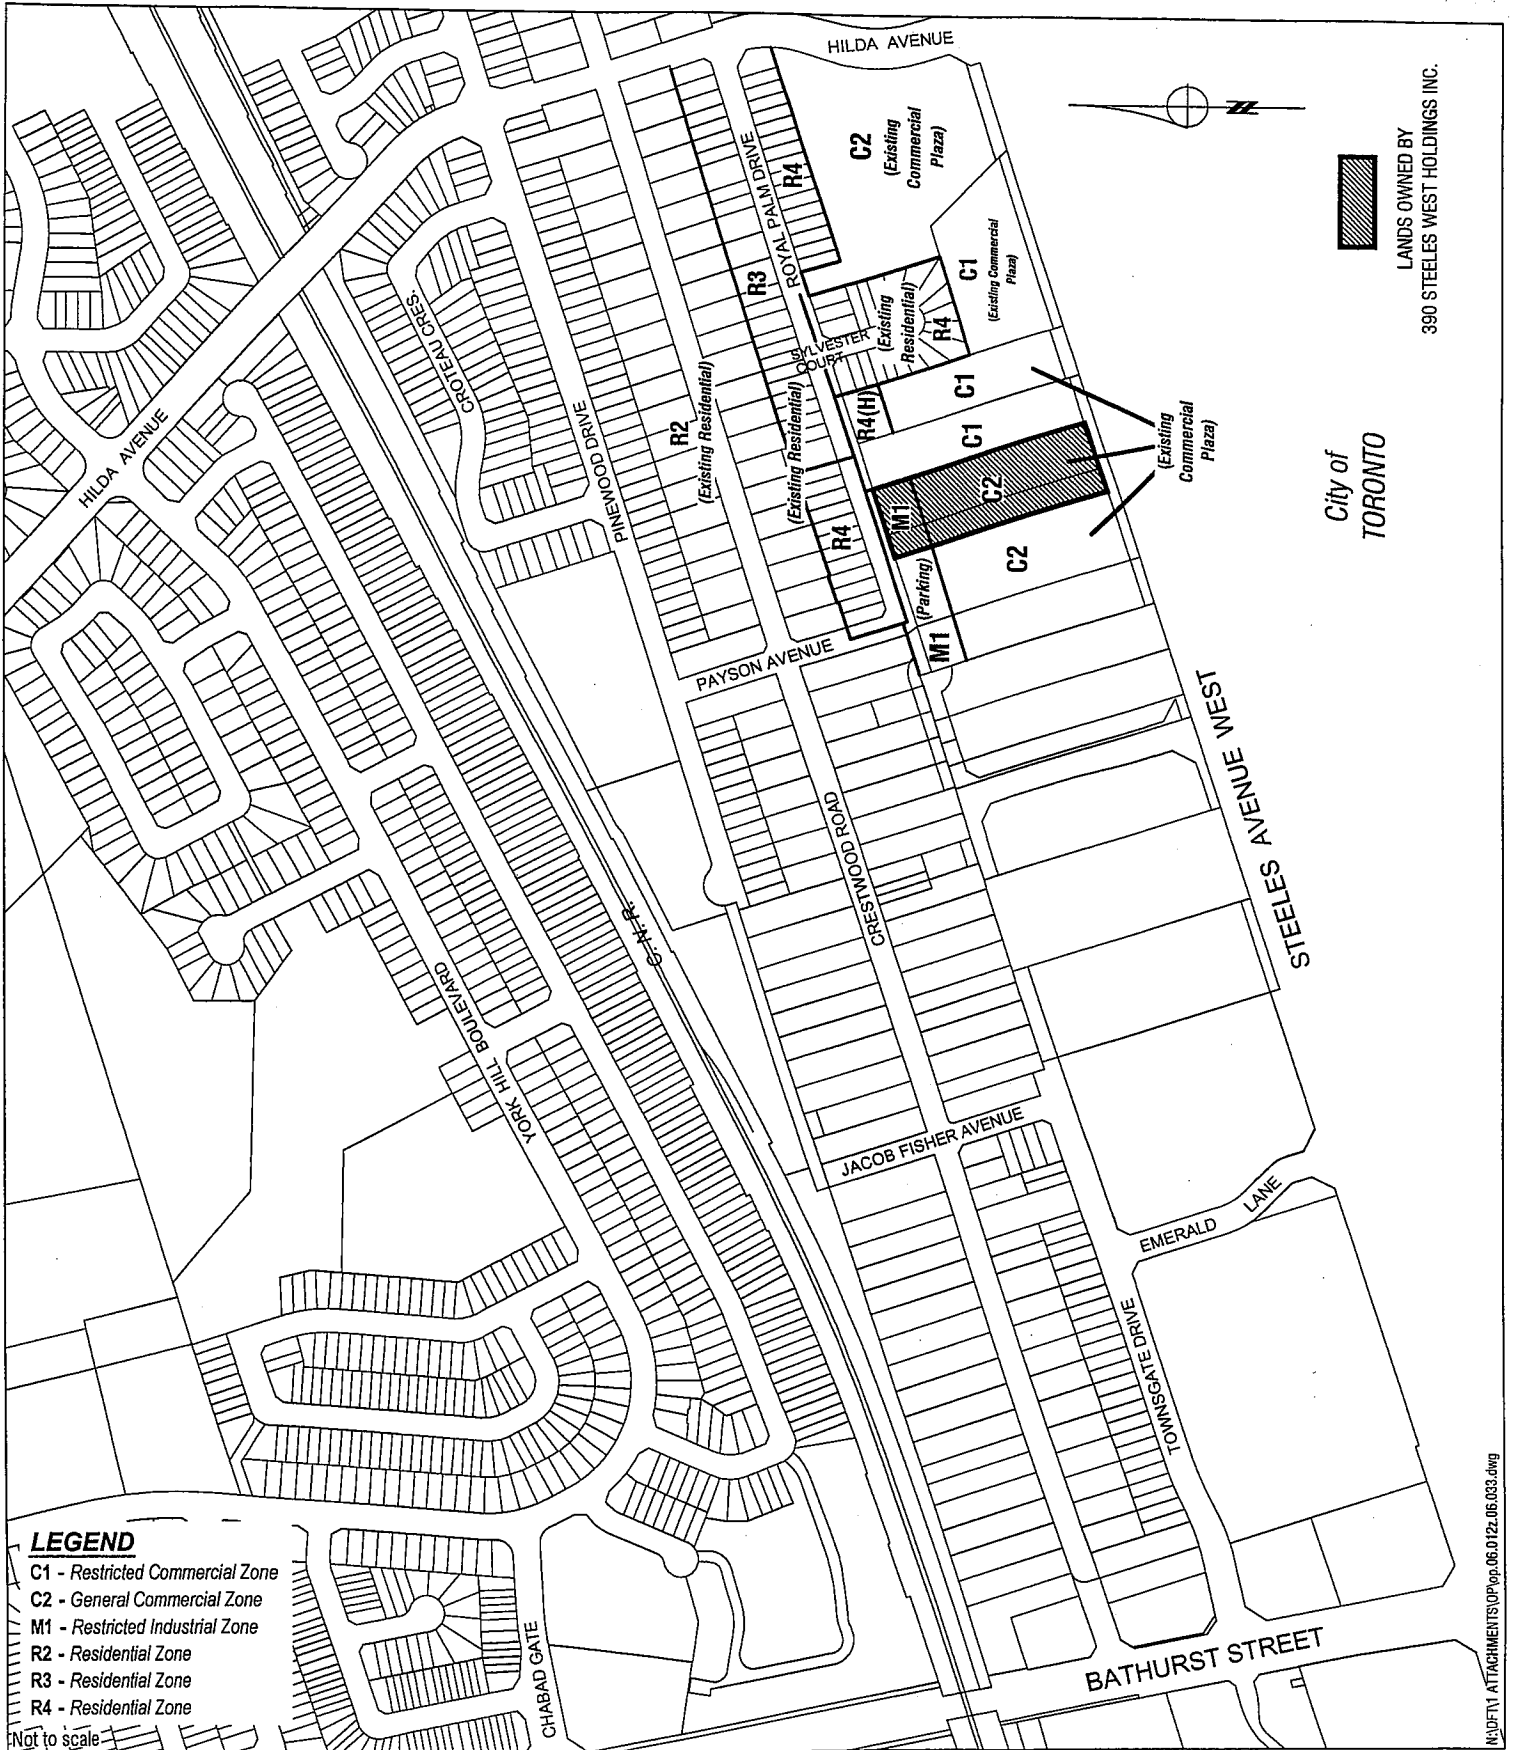 HILDA AVENUE
C2
(Existing
Commercial
Plaza)
ROYAL PALM DRIVE
R4
R3
C1
(Existing Commercial
Plaza)
(Existing
Residential)
R4
SYLVESTER
COURT
CROTEAU CRES.
PINEWOOD DRIVE
R2
(Existing Residential)
(Existing Residential)
R4(H)
C1
C1
C2
M1
R4
C2
(Parking)
M1
(Existing
Commercial
Plaza)
City of
TORONTO
LANDS OWNED BY
390 STEELES WEST HOLDINGS INC.
N
HILDA AVENUE
PAYSON AVENUE
STEELES AVENUE WEST
CRESTWOOD ROAD
C.N.R.
YORK HILL BOULEVARD
JACOB FISHER AVENUE
EMERALD
LANE
TOWNSGATE DRIVE
BATHURST STREET
CHABAD GATE
LEGEND
C1 - Restricted Commercial Zone
C2 - General Commercial Zone
M1 - Restricted Industrial Zone
R2 - Residential Zone
R3 - Residential Zone
R4 - Residential Zone
Not to scale
N:\DFT\1 ATTACHMENTS\OP\op.06.012z.06.033.dwg